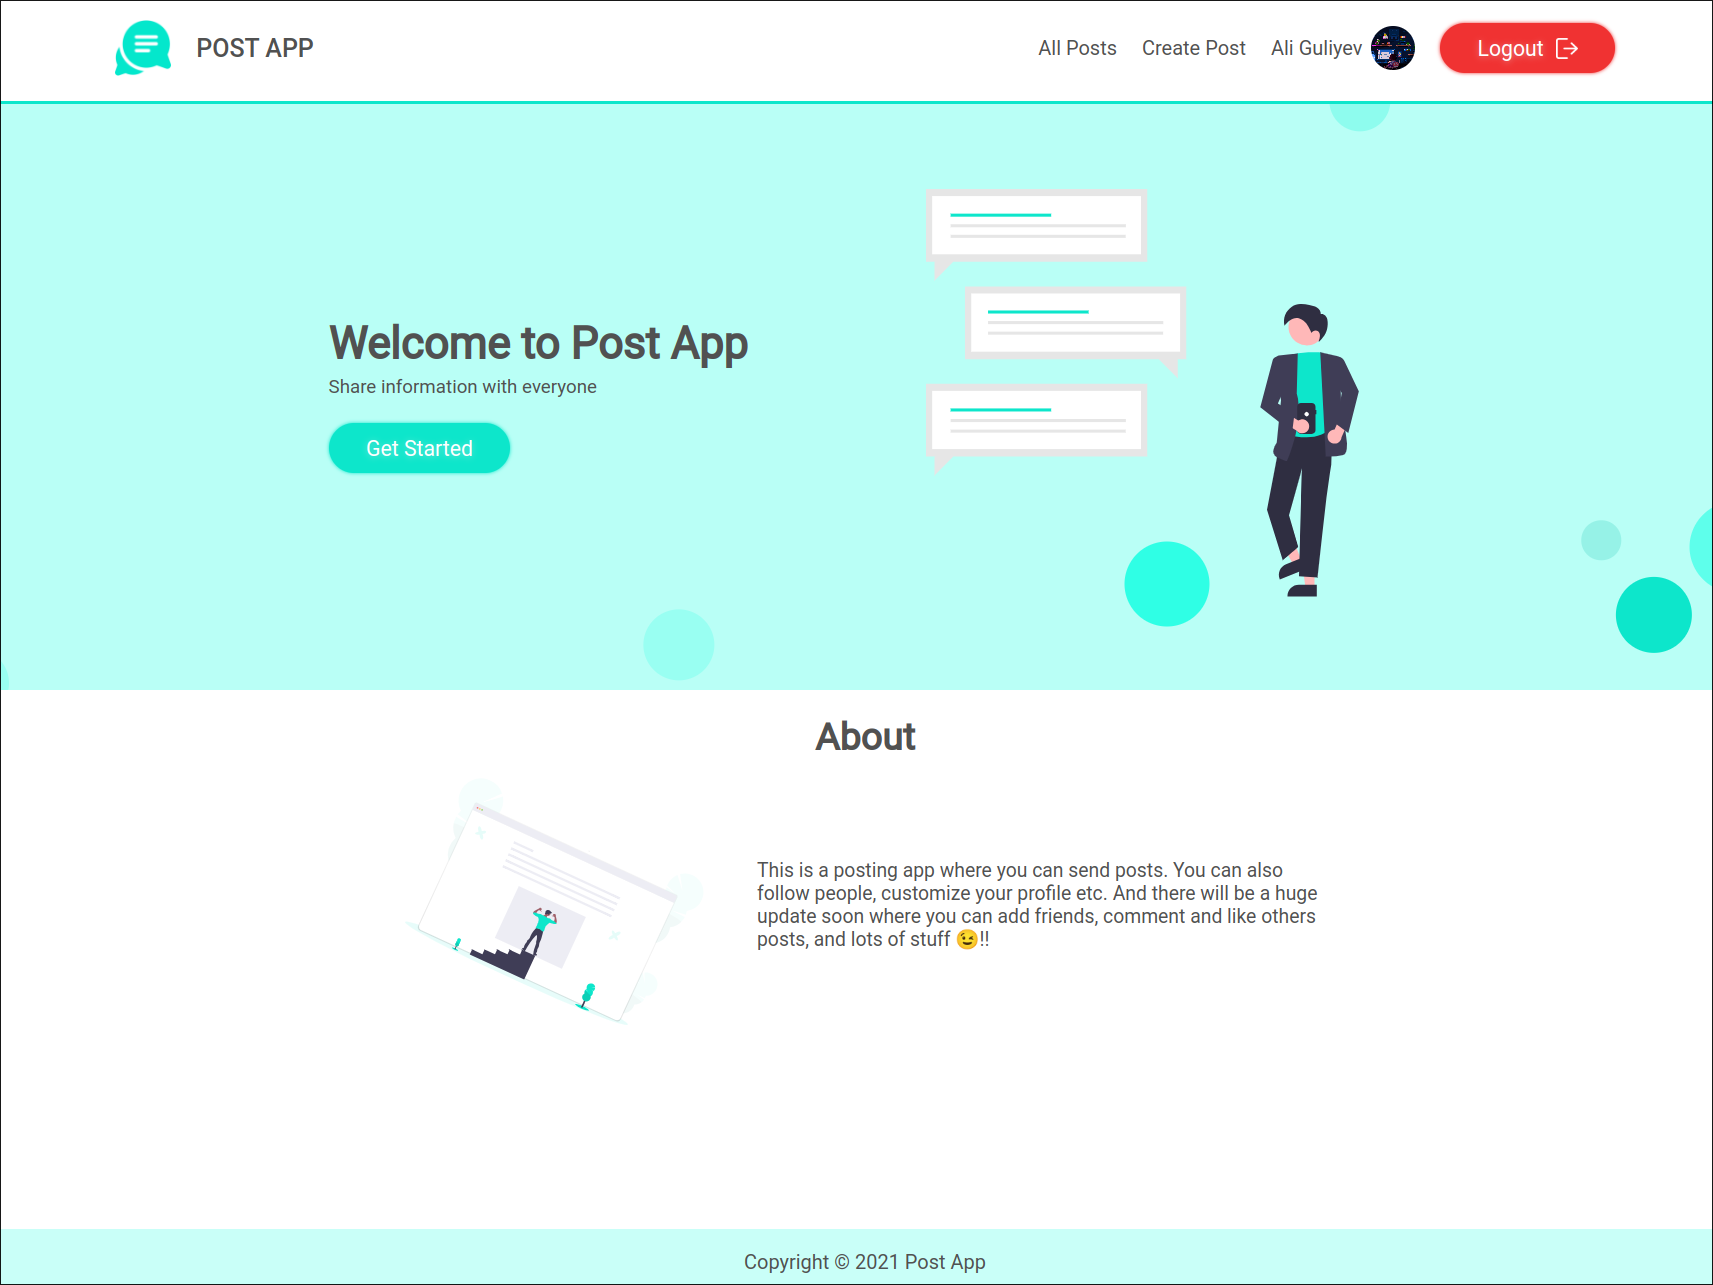 POST APP
All Posts
Create Post
Ali Guliyev
Logout
Welcome to Post App
Share information with everyone
Get Started
About
This is a posting app where you can send posts. You can also
follow people, customize your profile etc. And there will be a huge
update soon where you can add friends, comment and like others
posts, and lots of stuff 😉!!
Copyright © 2021 Post App